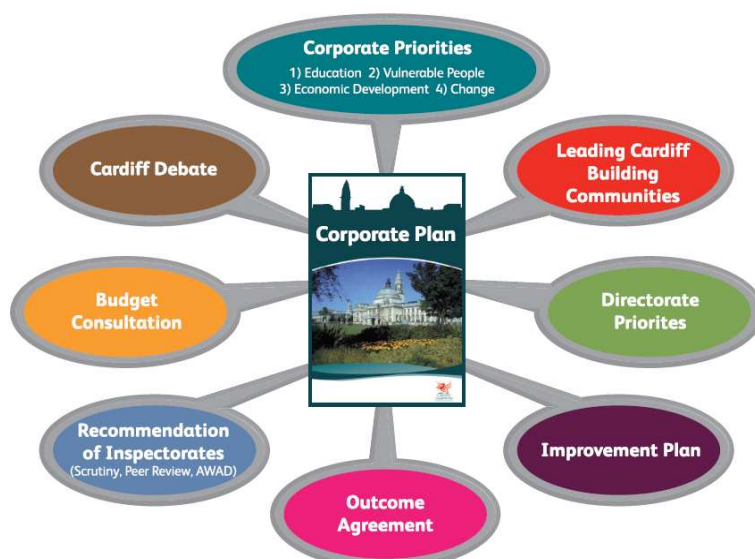 Corporate Priorities
1) Education 2) Vulnerable People
3) Economic Development 4) Change
Cardiff Debate
Leading Cardiff
Building
Communities
Corporate Plan
Budget
Consultation
Directorate
Priorites
Recommendation
of Inspectorates
(Scrutiny, Peer Review, AWAD)
Improvement Plan
Outcome
Agreement